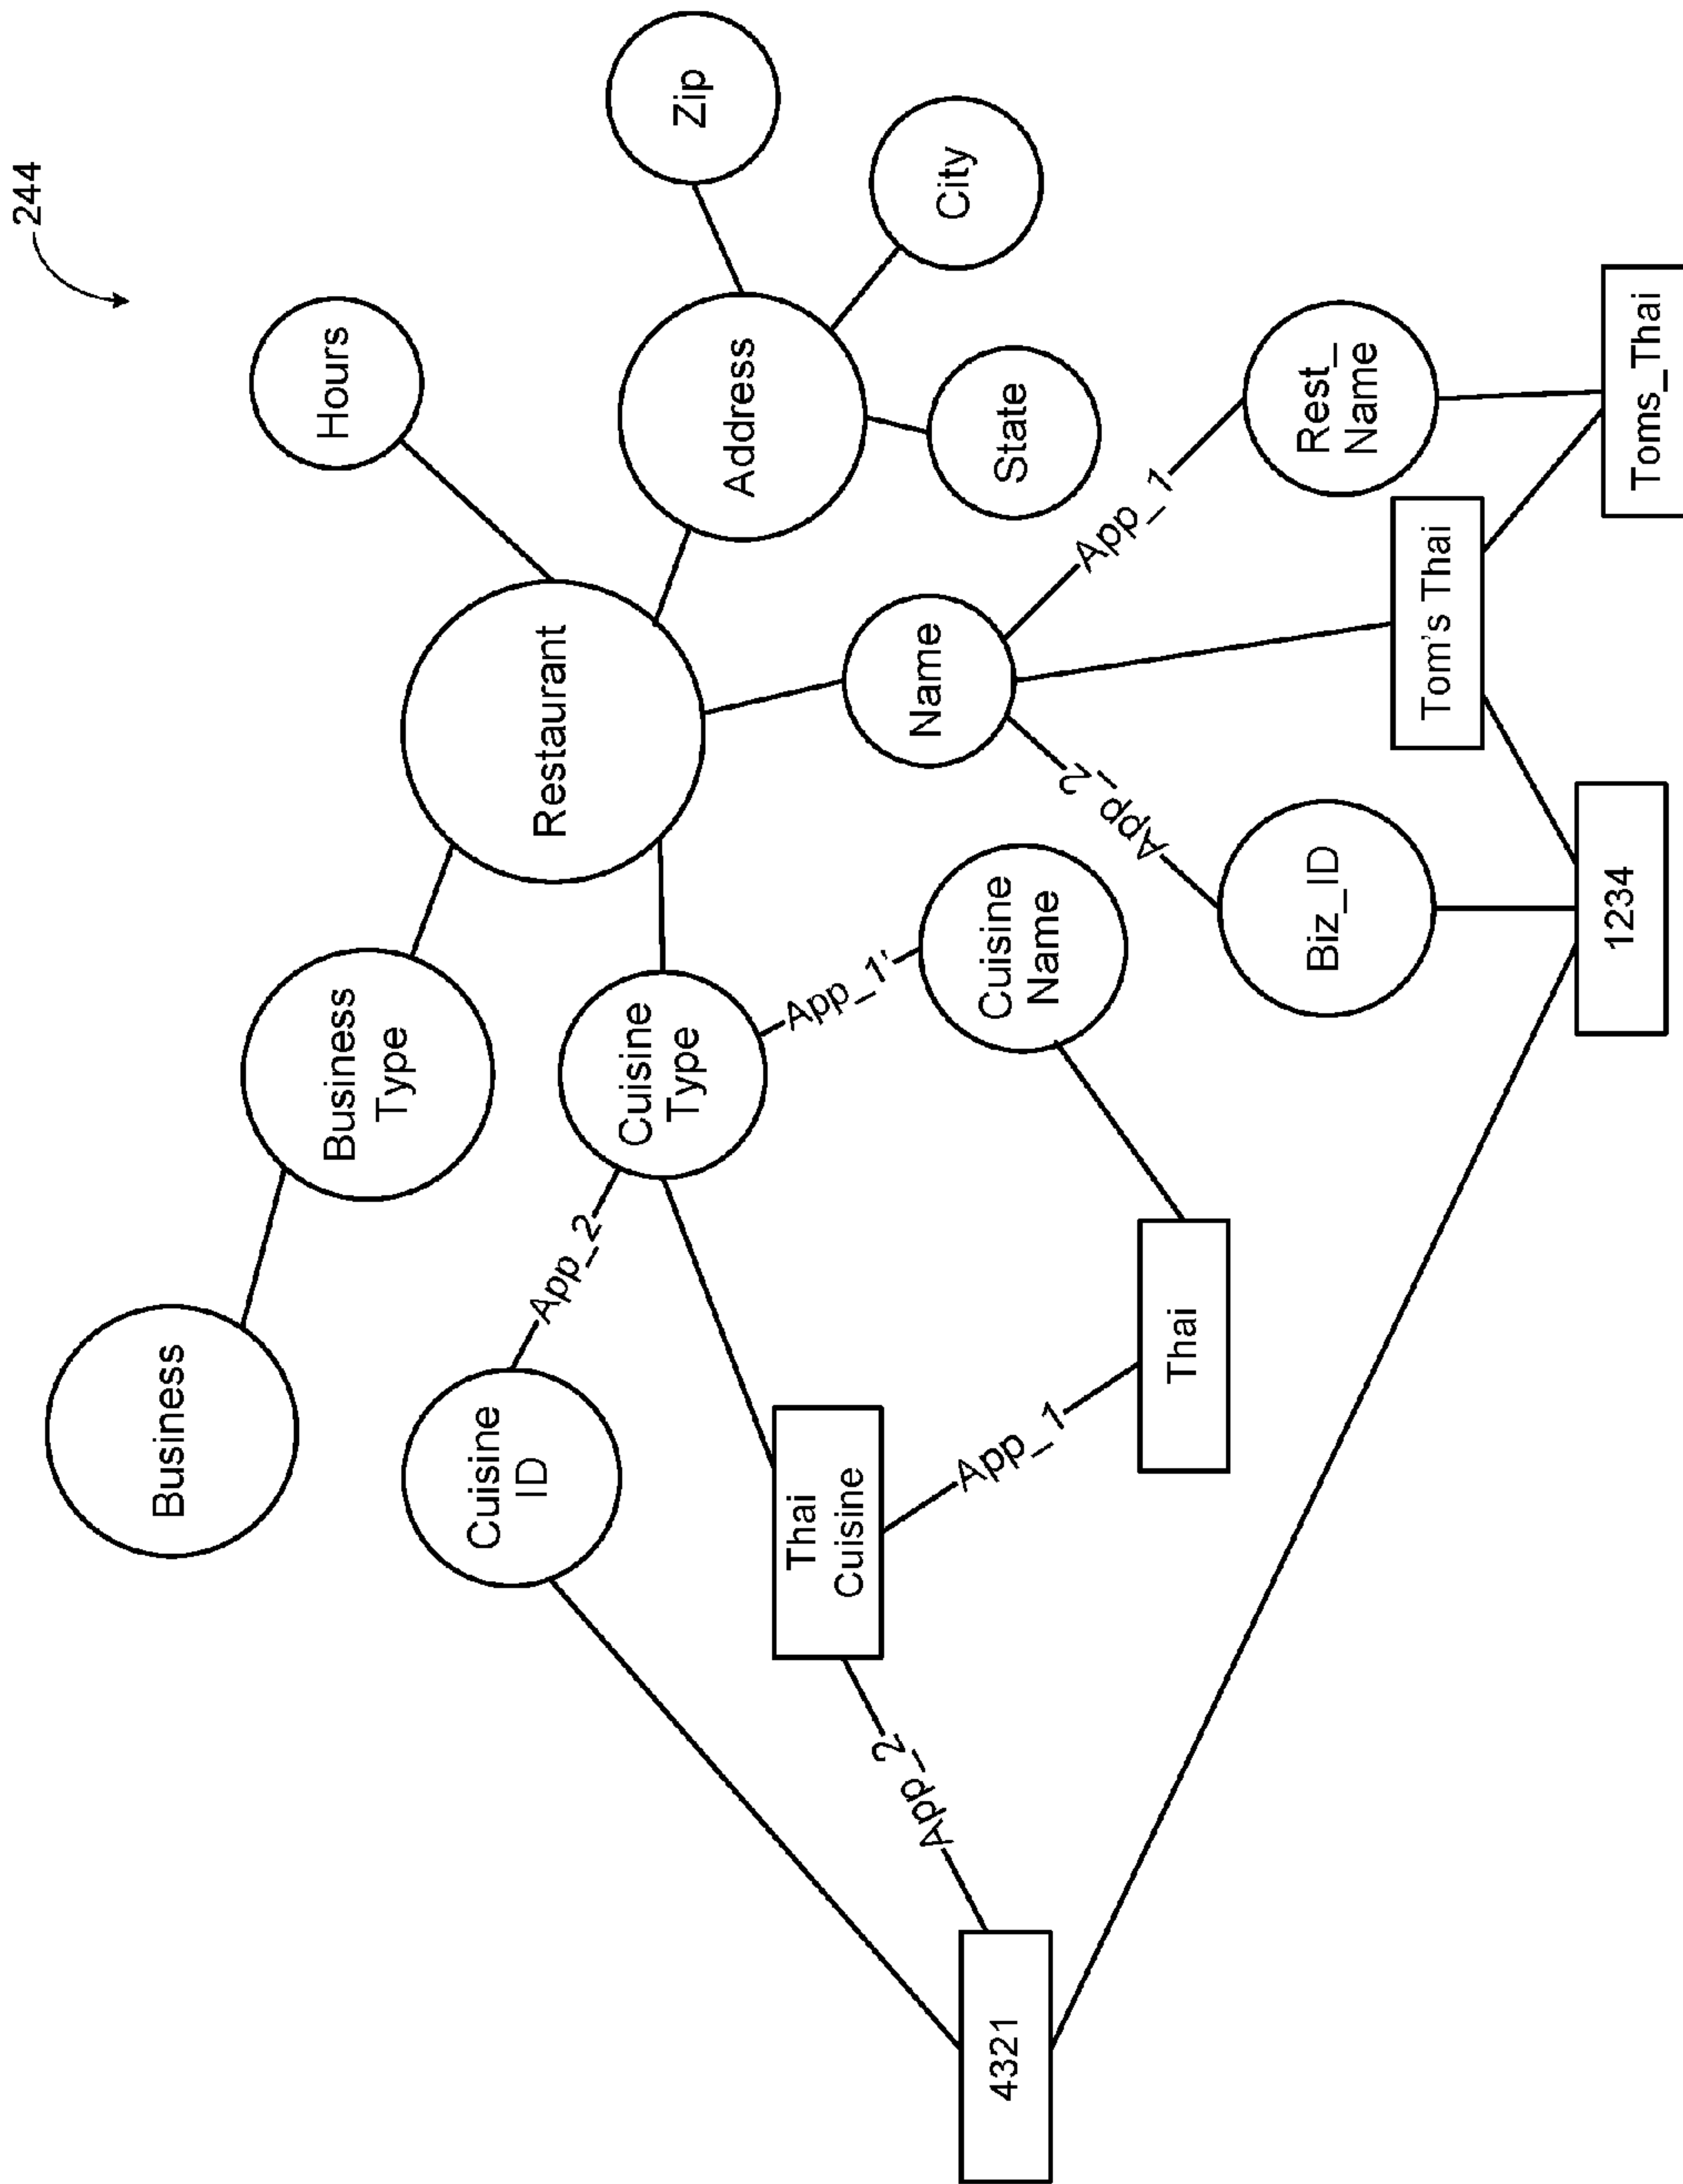 244
Business
Business
Type
Hours
Restaurant
Zip
Address
City
State
Cuisine
ID
App_2
Cuisine
Type
App_1'
Cuisine
Name
Name
App_2
App_1
Thai
Cuisine
App_1
Thai
App_2
4321
Biz_ID
1234
Rest_
Name
Tom's Thai
Toms_Thai